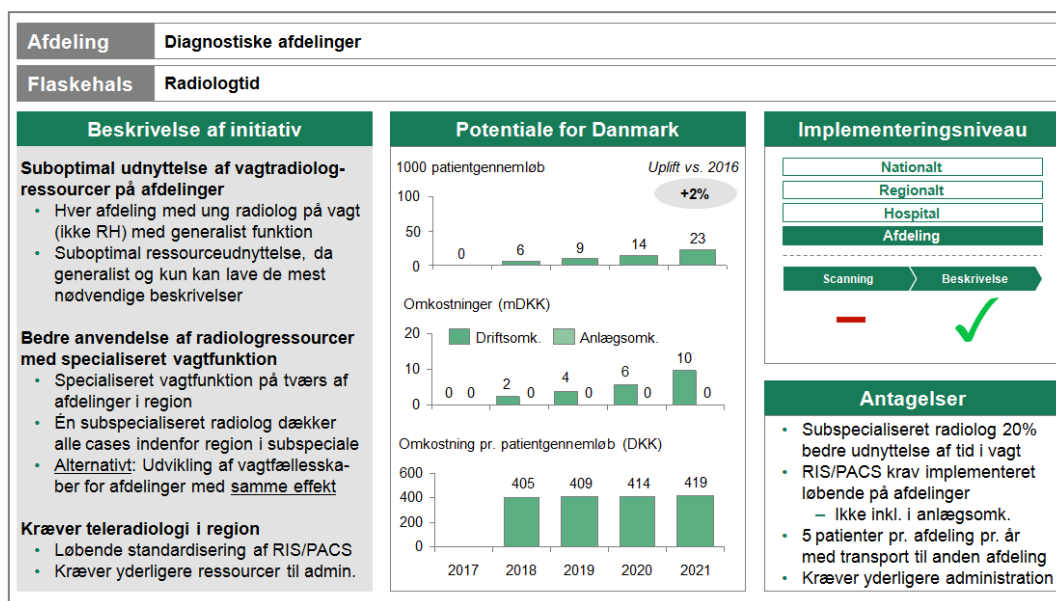 Afdeling
Diagnostiske afdelinger
Flaskehals
Radiologtid
Beskrivelse af initiativ
Suboptimal udnyttelse af vagtradiolog-
ressourcer på afdelinger
• Hver afdeling med ung radiolog på vagt
(ikke RH) med generalist funktion
• Suboptimal ressourceudnyttelse, da
generalist og kun kan lave de mest
nødvendige beskrivelser
Bedre anvendelse af radiologressourcer
med specialiseret vagtfunktion
• Specialiseret vagtfunktion på tværs af
afdelinger i region
• Én subspecialiseret radiolog dækker
alle cases indenfor region i subspeciale
• Alternativt: Udvikling af vagtfællesska-
ber for afdelinger med samme effekt
Kræver teleradiologi i region
• Løbende standardisering af RIS/PACS
• Kræver yderligere ressourcer til admin.
Potentiale for Danmark
1000 patientgennemløb
Uplift vs. 2016
+2%
100
50
0
0 6 9 14 23
Omkostninger (mDKK)
Driftsomk. Anlægsomk.
20
10
0
0 0 2 0 4 0 6 0 10 0
Omkostning pr. patientgennemløb (DKK)
600
400
200
0
405 409 414 419
2017 2018 2019 2020 2021
Implementeringsniveau
Nationalt
Regionalt
Hospital
Afdeling
Scanning
Beskrivelse
Antagelser
• Subspecialiseret radiolog 20%
bedre udnyttelse af tid i vagt
• RIS/PACS krav implementeret
løbende på afdelinger
– Ikke inkl. i anlægsomk.
• 5 patienter pr. afdeling pr. år
med transport til anden afdeling
• Kræver yderligere administration